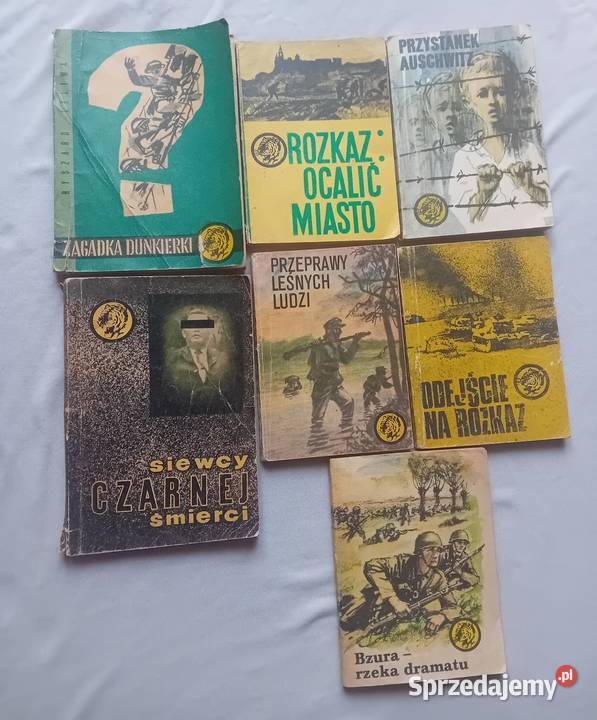 RYSZARD
ZAGADKA DUNKIERKI
ROZKAZ:
OCALIĆ
MIASTO
PRZYSTANEK
AUSCHWITZ
siewcy
CZARNEJ
śmierci
PRZEPRAWY
LEŚNYCH
LUDZI
ODEJŚCIE
NA ROZKAZ
Bzura –
rzeka dramatu
Sprzedajemy.pl